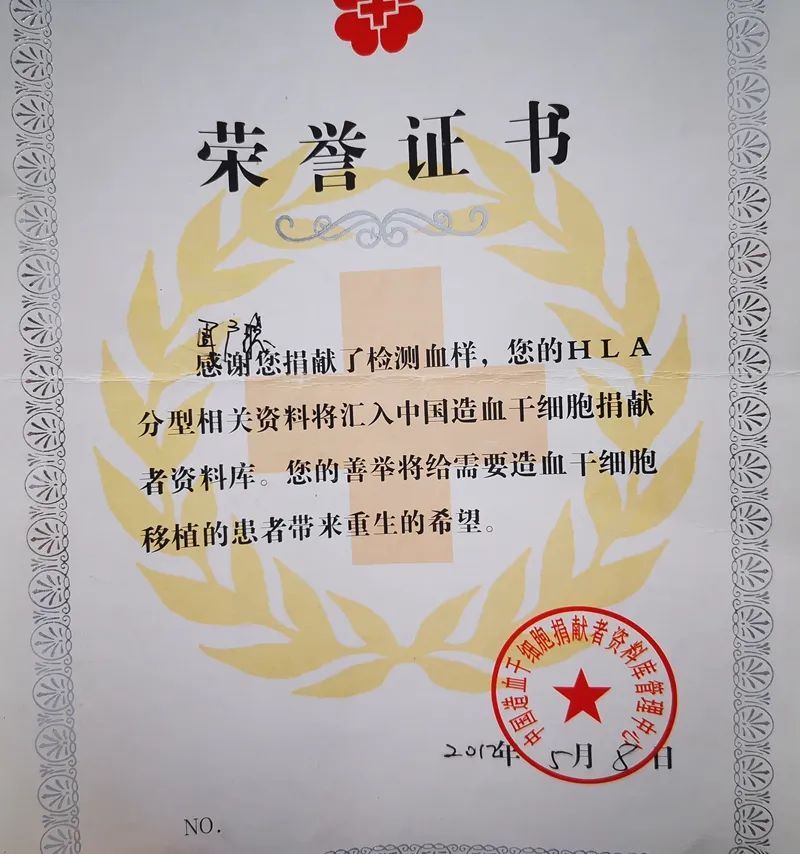 荣誉证书
感谢您捐献了检测血样，您的HLA
分型相关资料将汇入中国造血干细胞捐献
者资料库。您的善举将给需要造血干细胞
移植的患者带来重生的希望。
中国造血干细胞捐献者资料库管理中心
2012年5月8日
NO.